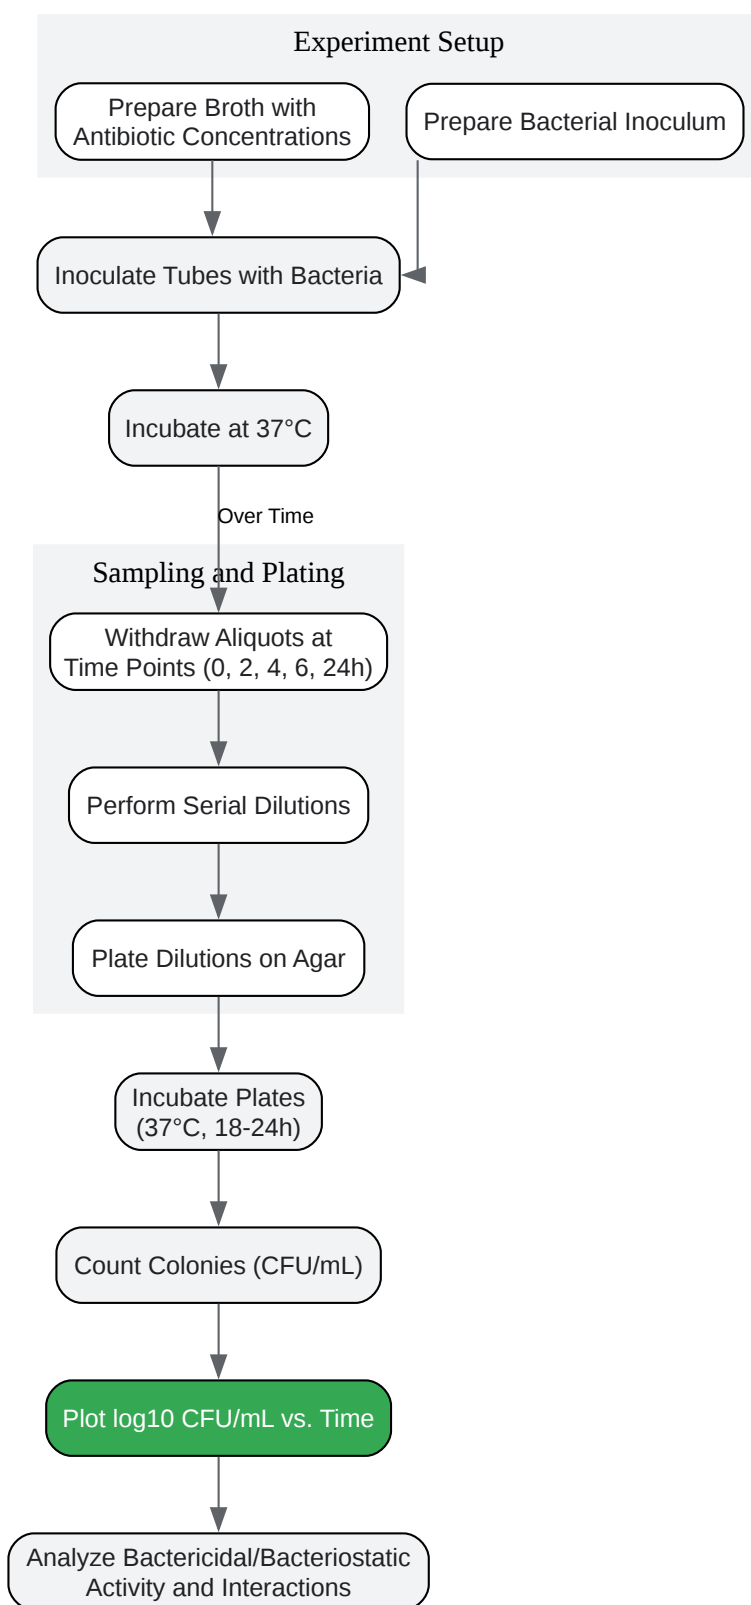 Experiment Setup
Prepare Broth with
Antibiotic Concentrations
Prepare Bacterial Inoculum
Inoculate Tubes with Bacteria
Incubate at 37°C
Over Time
Sampling and Plating
Withdraw Aliquots at
Time Points (0, 2, 4, 6, 24h)
Perform Serial Dilutions
Plate Dilutions on Agar
Incubate Plates
(37°C, 18-24h)
Count Colonies (CFU/mL)
Plot log10 CFU/mL vs. Time
Analyze Bactericidal/Bacteriostatic
Activity and Interactions